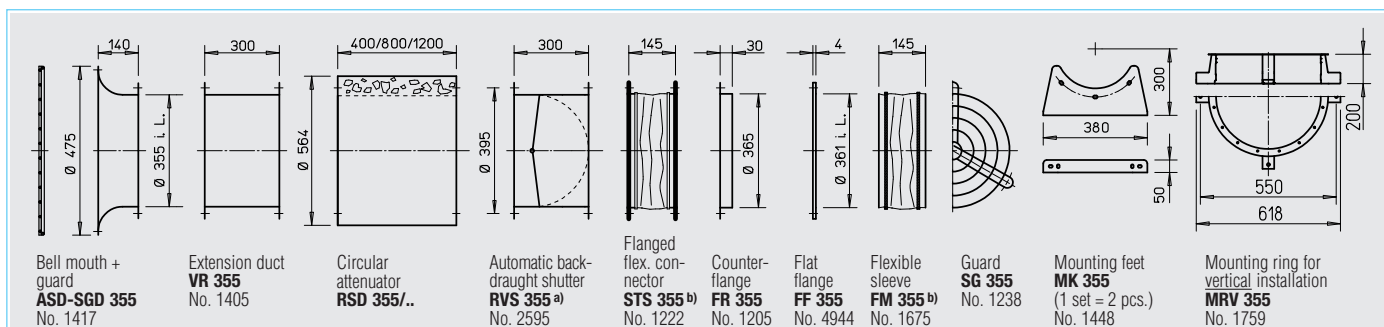 140
300
400/800/1200
300
145
30
4
145
300
200
Ø 475
Ø 355 i. L.
Ø 564
Ø 395
Ø 365
Ø 361 i. L.
380
50
550
618
Bell mouth +
guard
ASD-SGD 355
No. 1417
Extension duct
VR 355
No. 1405
Circular
attenuator
RSD 355/..
Automatic back-
draught shutter
RVS 355 a)
No. 2595
Flanged
flex. con-
nector
STS 355 b)
No. 1222
Counter-
flange
FR 355
No. 1205
Flat
flange
FF 355
No. 4944
Flexible
sleeve
FM 355 b)
No. 1675
Guard
SG 355
No. 1238
Mounting feet
MK 355
(1 set = 2 pcs.)
No. 1448
Mounting ring for
vertical installation
MRV 355
No. 1759